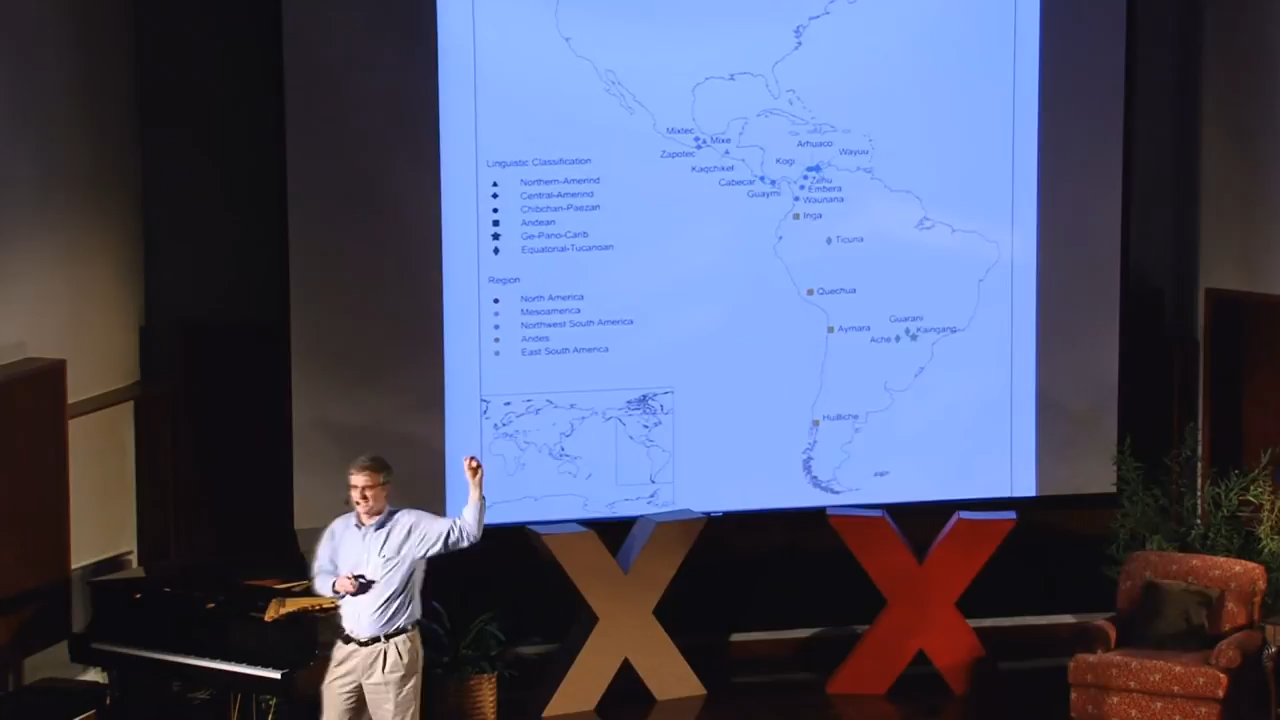 Mixtec
Mixe
Zapotec
Kaqchikel
Arhuaco
Wayuu
Kogi
Cabecar
Zenu
Embera
Guaymi
Waunana
Inga
Ticuna
Quechua
Guarani
Aymara
Kaingang
Ache
Huilliche
Linguistic Classification
Northern-Amerind
Central-Amerind
Chibchan-Paezan
Andean
Ge-Pano-Carib
Equatorial-Tucanoan
Region
North America
Mesoamerica
Northwest South America
Andes
East South America
X X